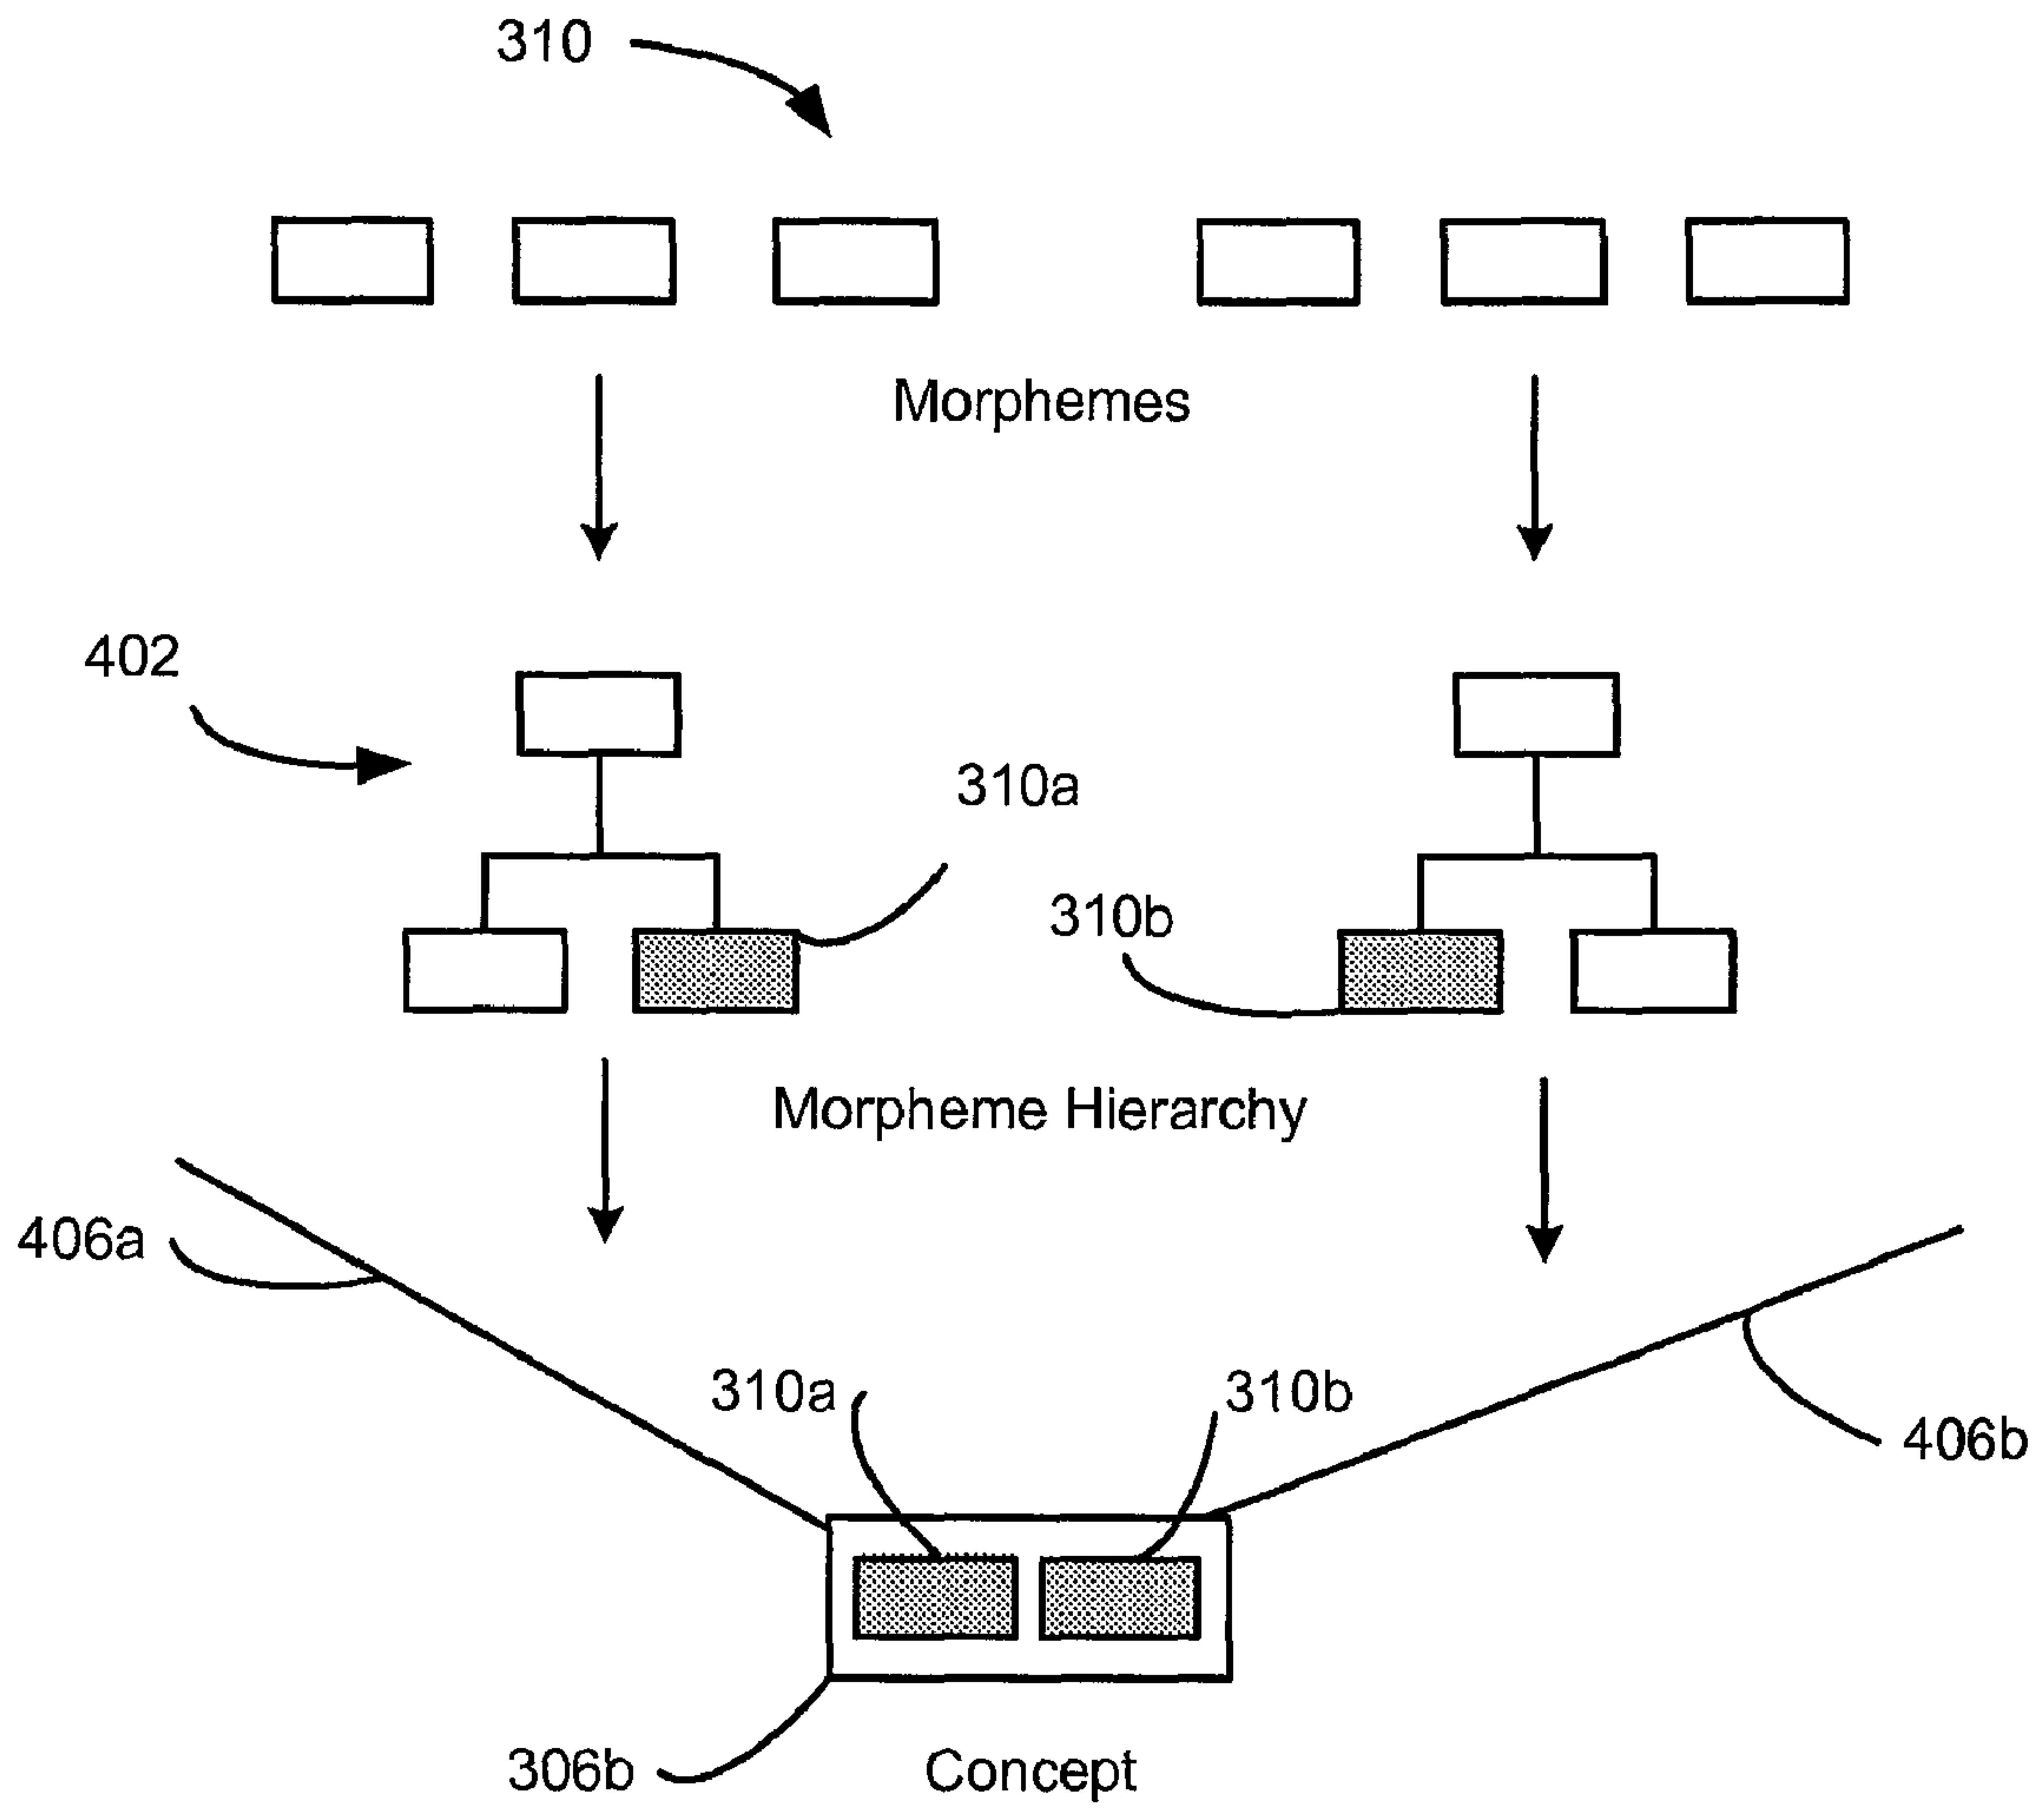 310
Morphemes
402
310a
310b
Morpheme Hierarchy
406a
310a
310b
406b
306b
Concept